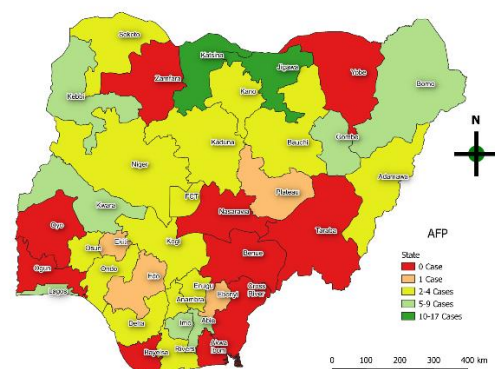 Sokoto
Katsina
Jigawa
Yobe
Borno
Zamfara
Kebbi
Kano
Gombe
Kaduna
Bauchi
Niger
Adamawa
Plateau
FCT
Kwara
Nasarawa
Taraba
Oyo
Kogi
Benue
Osun
Ekiti
Ogun
Ondo
Edo
Enugu
Cross
River
Lagos
Anambra
Ebonyi
Abia
Imo
Delta
Akwa
Ibom
Rivers
Bayelsa
N
AFP
State
0 Case
1 Case
2-4 Cases
5-9 Cases
10-17 Cases
0 100 200 300 400 km